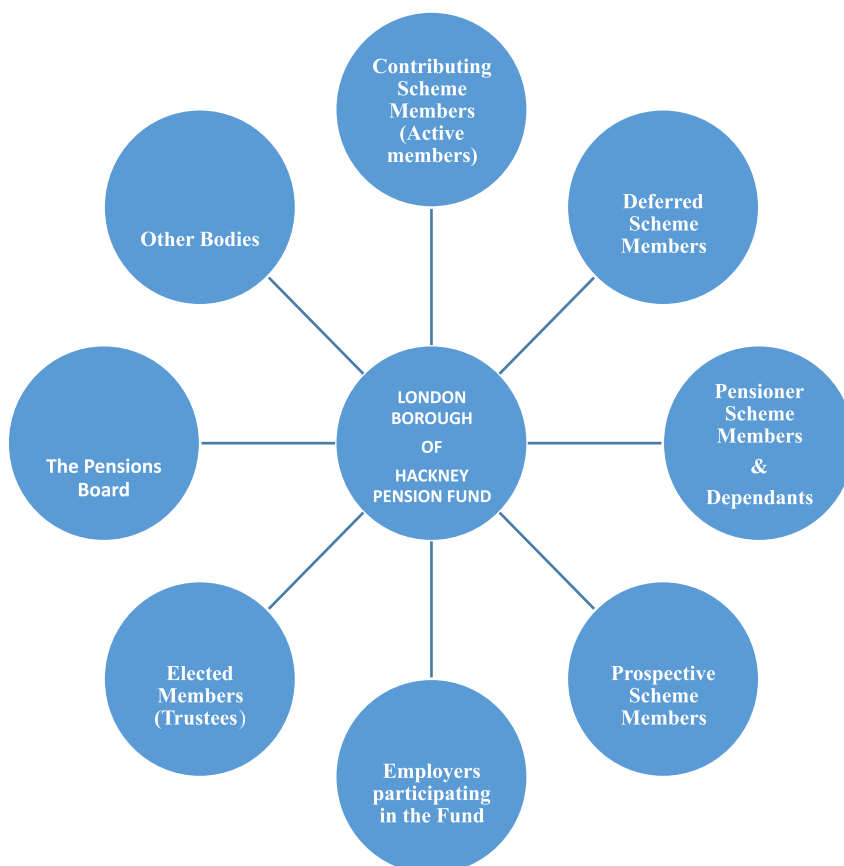 Contributing
Scheme
Members
(Active
members)
Deferred
Scheme
Members
Pensioner
Scheme
Members
&
Dependants
Prospective
Scheme
Members
Employers
participating
in the Fund
Elected
Members
(Trustees)
The Pensions
Board
Other Bodies
LONDON
BOROUGH
OF
HACKNEY
PENSION FUND